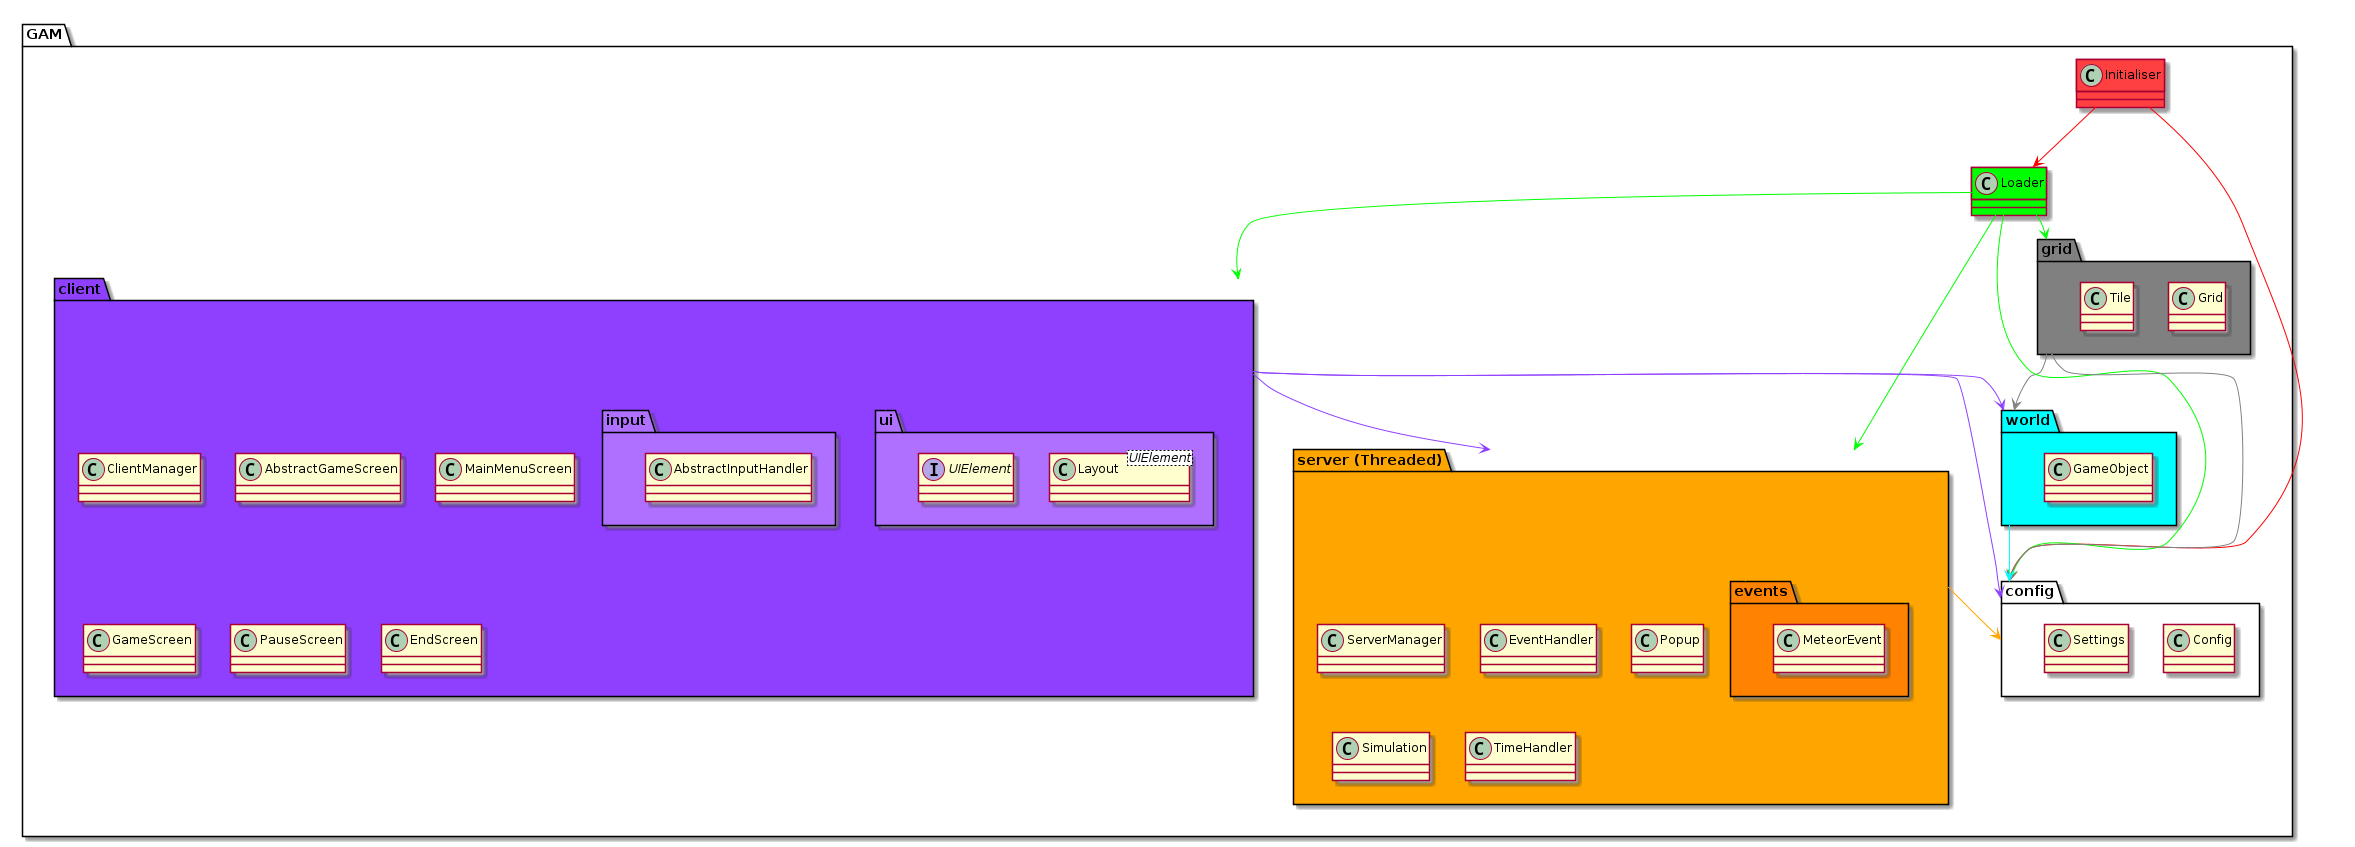 GAM
C Initialiser
C Loader
grid
C Tile
C Grid
client
world
C GameObject
input
C AbstractInputHandler
ui
I UIElement
C Layout
UIElement
C ClientManager
C AbstractGameScreen
C MainMenuScreen
C GameScreen
C PauseScreen
C EndScreen
server (Threaded)
events
C MeteorEvent
C ServerManager
C EventHandler
C Popup
C Simulation
C TimeHandler
config
C Settings
C Config